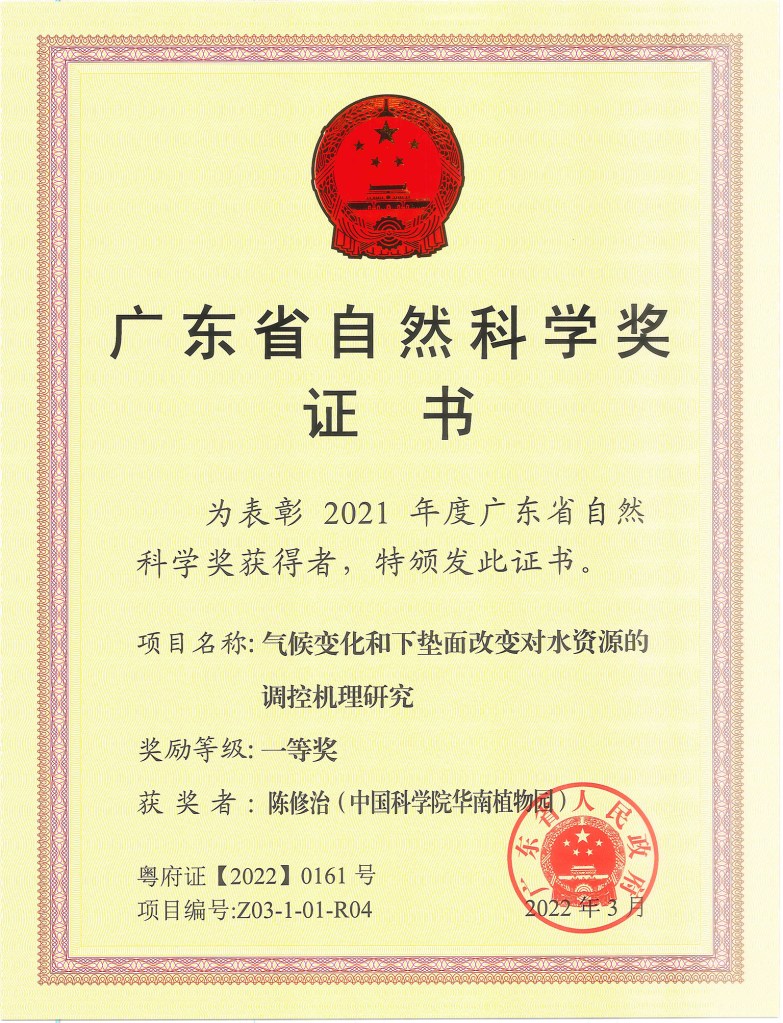 广东省自然科学奖
证书
为表彰 2021 年度广东省自然
科学奖获得者，特颁发此证书。
项目名称: 气候变化和下垫面改变对水资源的
调控机理研究
奖励等级: 一等奖
获奖者: 陈修治（中国科学院华南植物园）
广东省人民政府
粤府证【2022】0161 号
项目编号:Z03-1-01-R04
2022 年 3 月